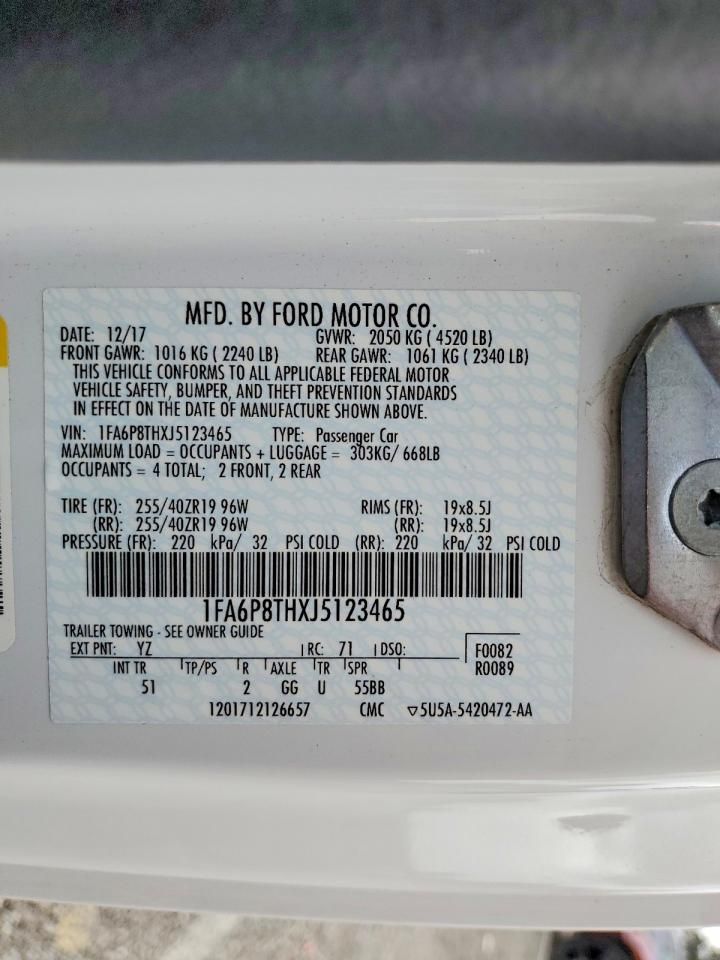 MFD. BY FORD MOTOR CO.
DATE: 12/17 GVWR: 2050 KG ( 4520 LB)
FRONT GAWR: 1016 KG ( 2240 LB) REAR GAWR: 1061 KG ( 2340 LB)
THIS VEHICLE CONFORMS TO ALL APPLICABLE FEDERAL MOTOR
VEHICLE SAFETY, BUMPER, AND THEFT PREVENTION STANDARDS
IN EFFECT ON THE DATE OF MANUFACTURE SHOWN ABOVE.
VIN: 1FA6P8THXJ5123465 TYPE: Passenger Car
MAXIMUM LOAD = OCCUPANTS + LUGGAGE = 303KG/ 668LB
OCCUPANTS = 4 TOTAL; 2 FRONT, 2 REAR
TIRE (FR): 255/40ZR19 96W RIMS (FR): 19x8.5J
(RR): 255/40ZR19 96W (RR): 19x8.5J
PRESSURE (FR): 220 kPa/ 32 PSI COLD (RR): 220 kPa/ 32 PSI COLD
1FA6P8THXJ5123465
TRAILER TOWING - SEE OWNER GUIDE
EXT PNT: YZ RC: 71 DSO: F0082
INT TR TP/PS R AXLE TR SPR R0089
51 2 GG U 55BB
1201712126657 CMC ▽5U5A-5420472-AA